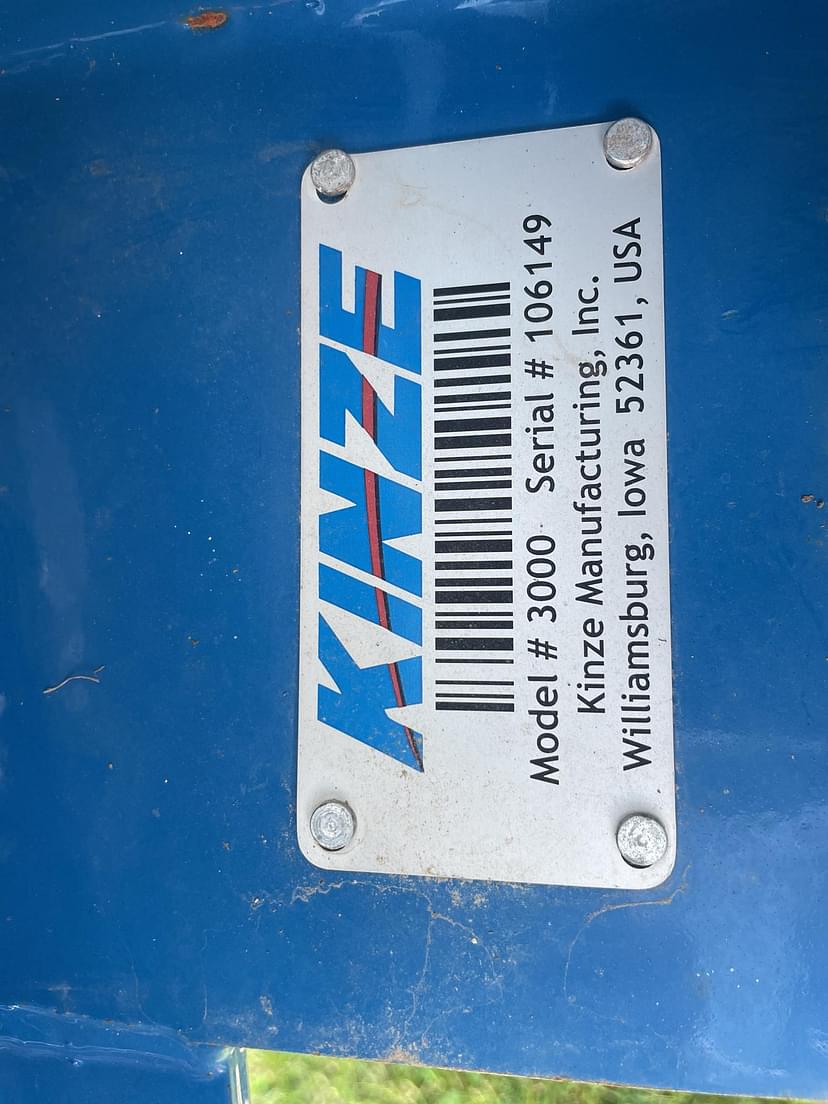 KINZE
Model # 3000 Serial # 106149
Kinze Manufacturing, Inc.
Williamsburg, Iowa 52361, USA